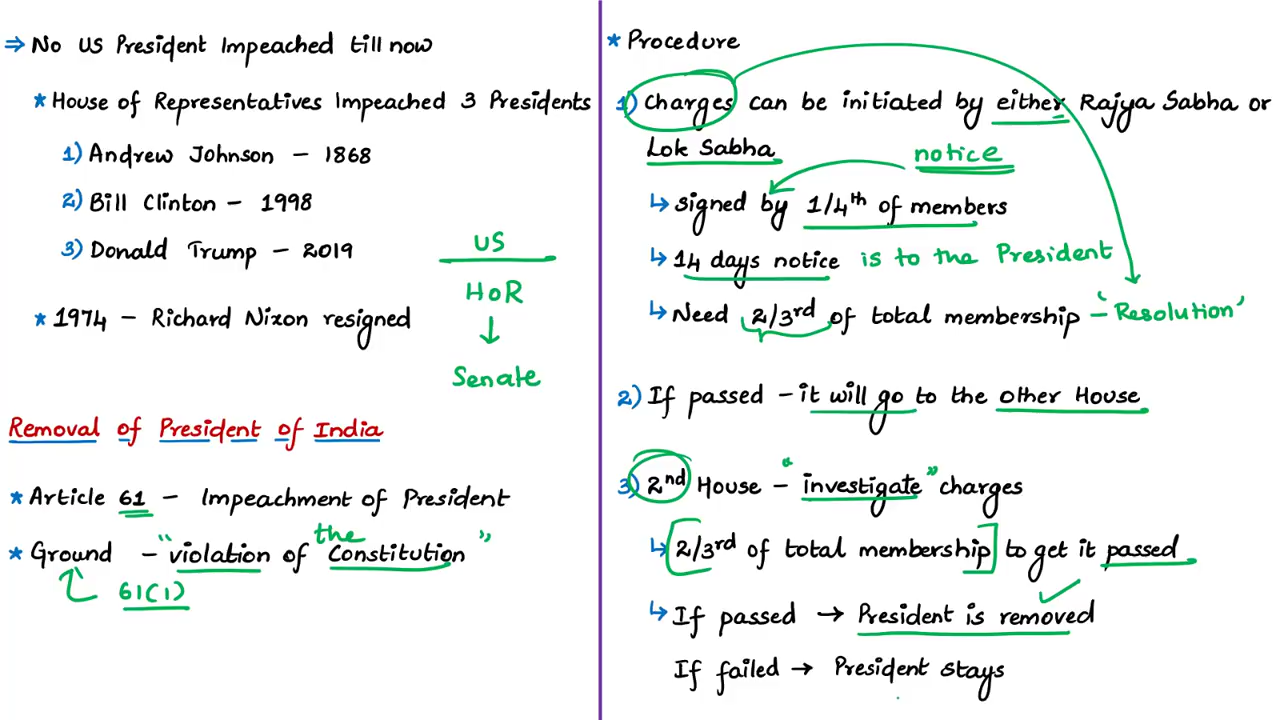 ⇒ No US President Impeached till now
* House of Representatives Impeached 3 Presidents
1) Andrew Johnson – 1868
2) Bill Clinton – 1998
3) Donald Trump – 2019
US
HoR
↓
Senate
* 1974 – Richard Nixon resigned
Removal of President of India
* Article 61 – Impeachment of President
* Ground – "violation of the Constitution"
61(1)
* Procedure
1) Charges can be initiated by either Rajya Sabha or
Lok Sabha
notice
↳ signed by 1/4th of members
↳ 14 days notice is to the President
↳ Need 2/3rd of total membership – 'Resolution'
2) If passed – it will go to the other House
3) 2nd House – "investigate" charges
↳ 2/3rd of total membership to get it passed
↳ If passed → President is removed
If failed → President stays